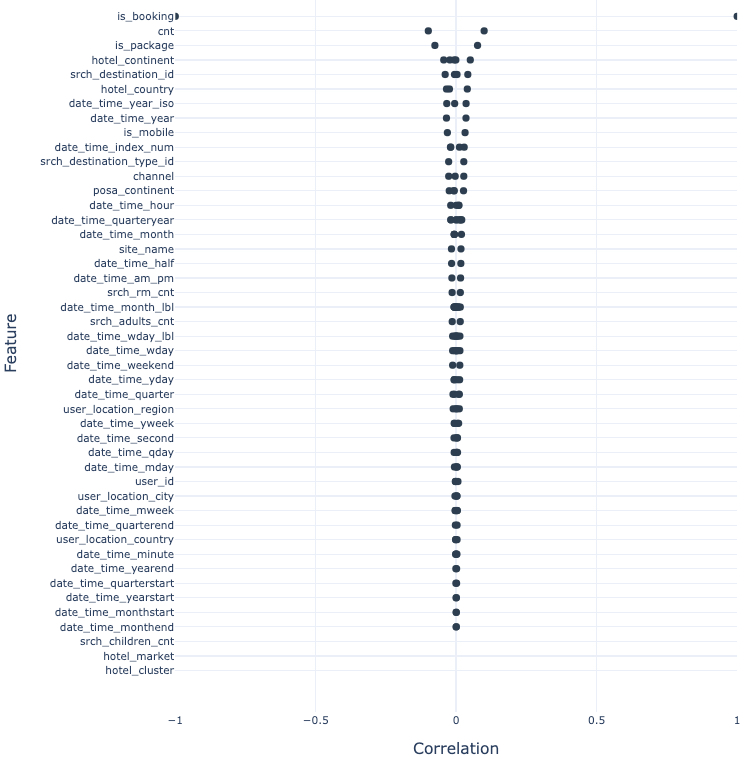 is_booking
cnt
is_package
hotel_continent
srch_destination_id
hotel_country
date_time_year_iso
date_time_year
is_mobile
date_time_index_num
srch_destination_type_id
channel
posa_continent
date_time_hour
date_time_quarteryear
date_time_month
site_name
date_time_half
date_time_am_pm
srch_rm_cnt
date_time_month_lbl
srch_adults_cnt
date_time_wday_lbl
date_time_wday
date_time_weekend
date_time_yday
date_time_quarter
user_location_region
date_time_yweek
date_time_second
date_time_qday
date_time_mday
user_id
user_location_city
date_time_mweek
date_time_quarterend
user_location_country
date_time_minute
date_time_yearend
date_time_quarterstart
date_time_yearstart
date_time_monthstart
date_time_monthend
srch_children_cnt
hotel_market
hotel_cluster
Feature
−1 −0.5 0 0.5 1
Correlation